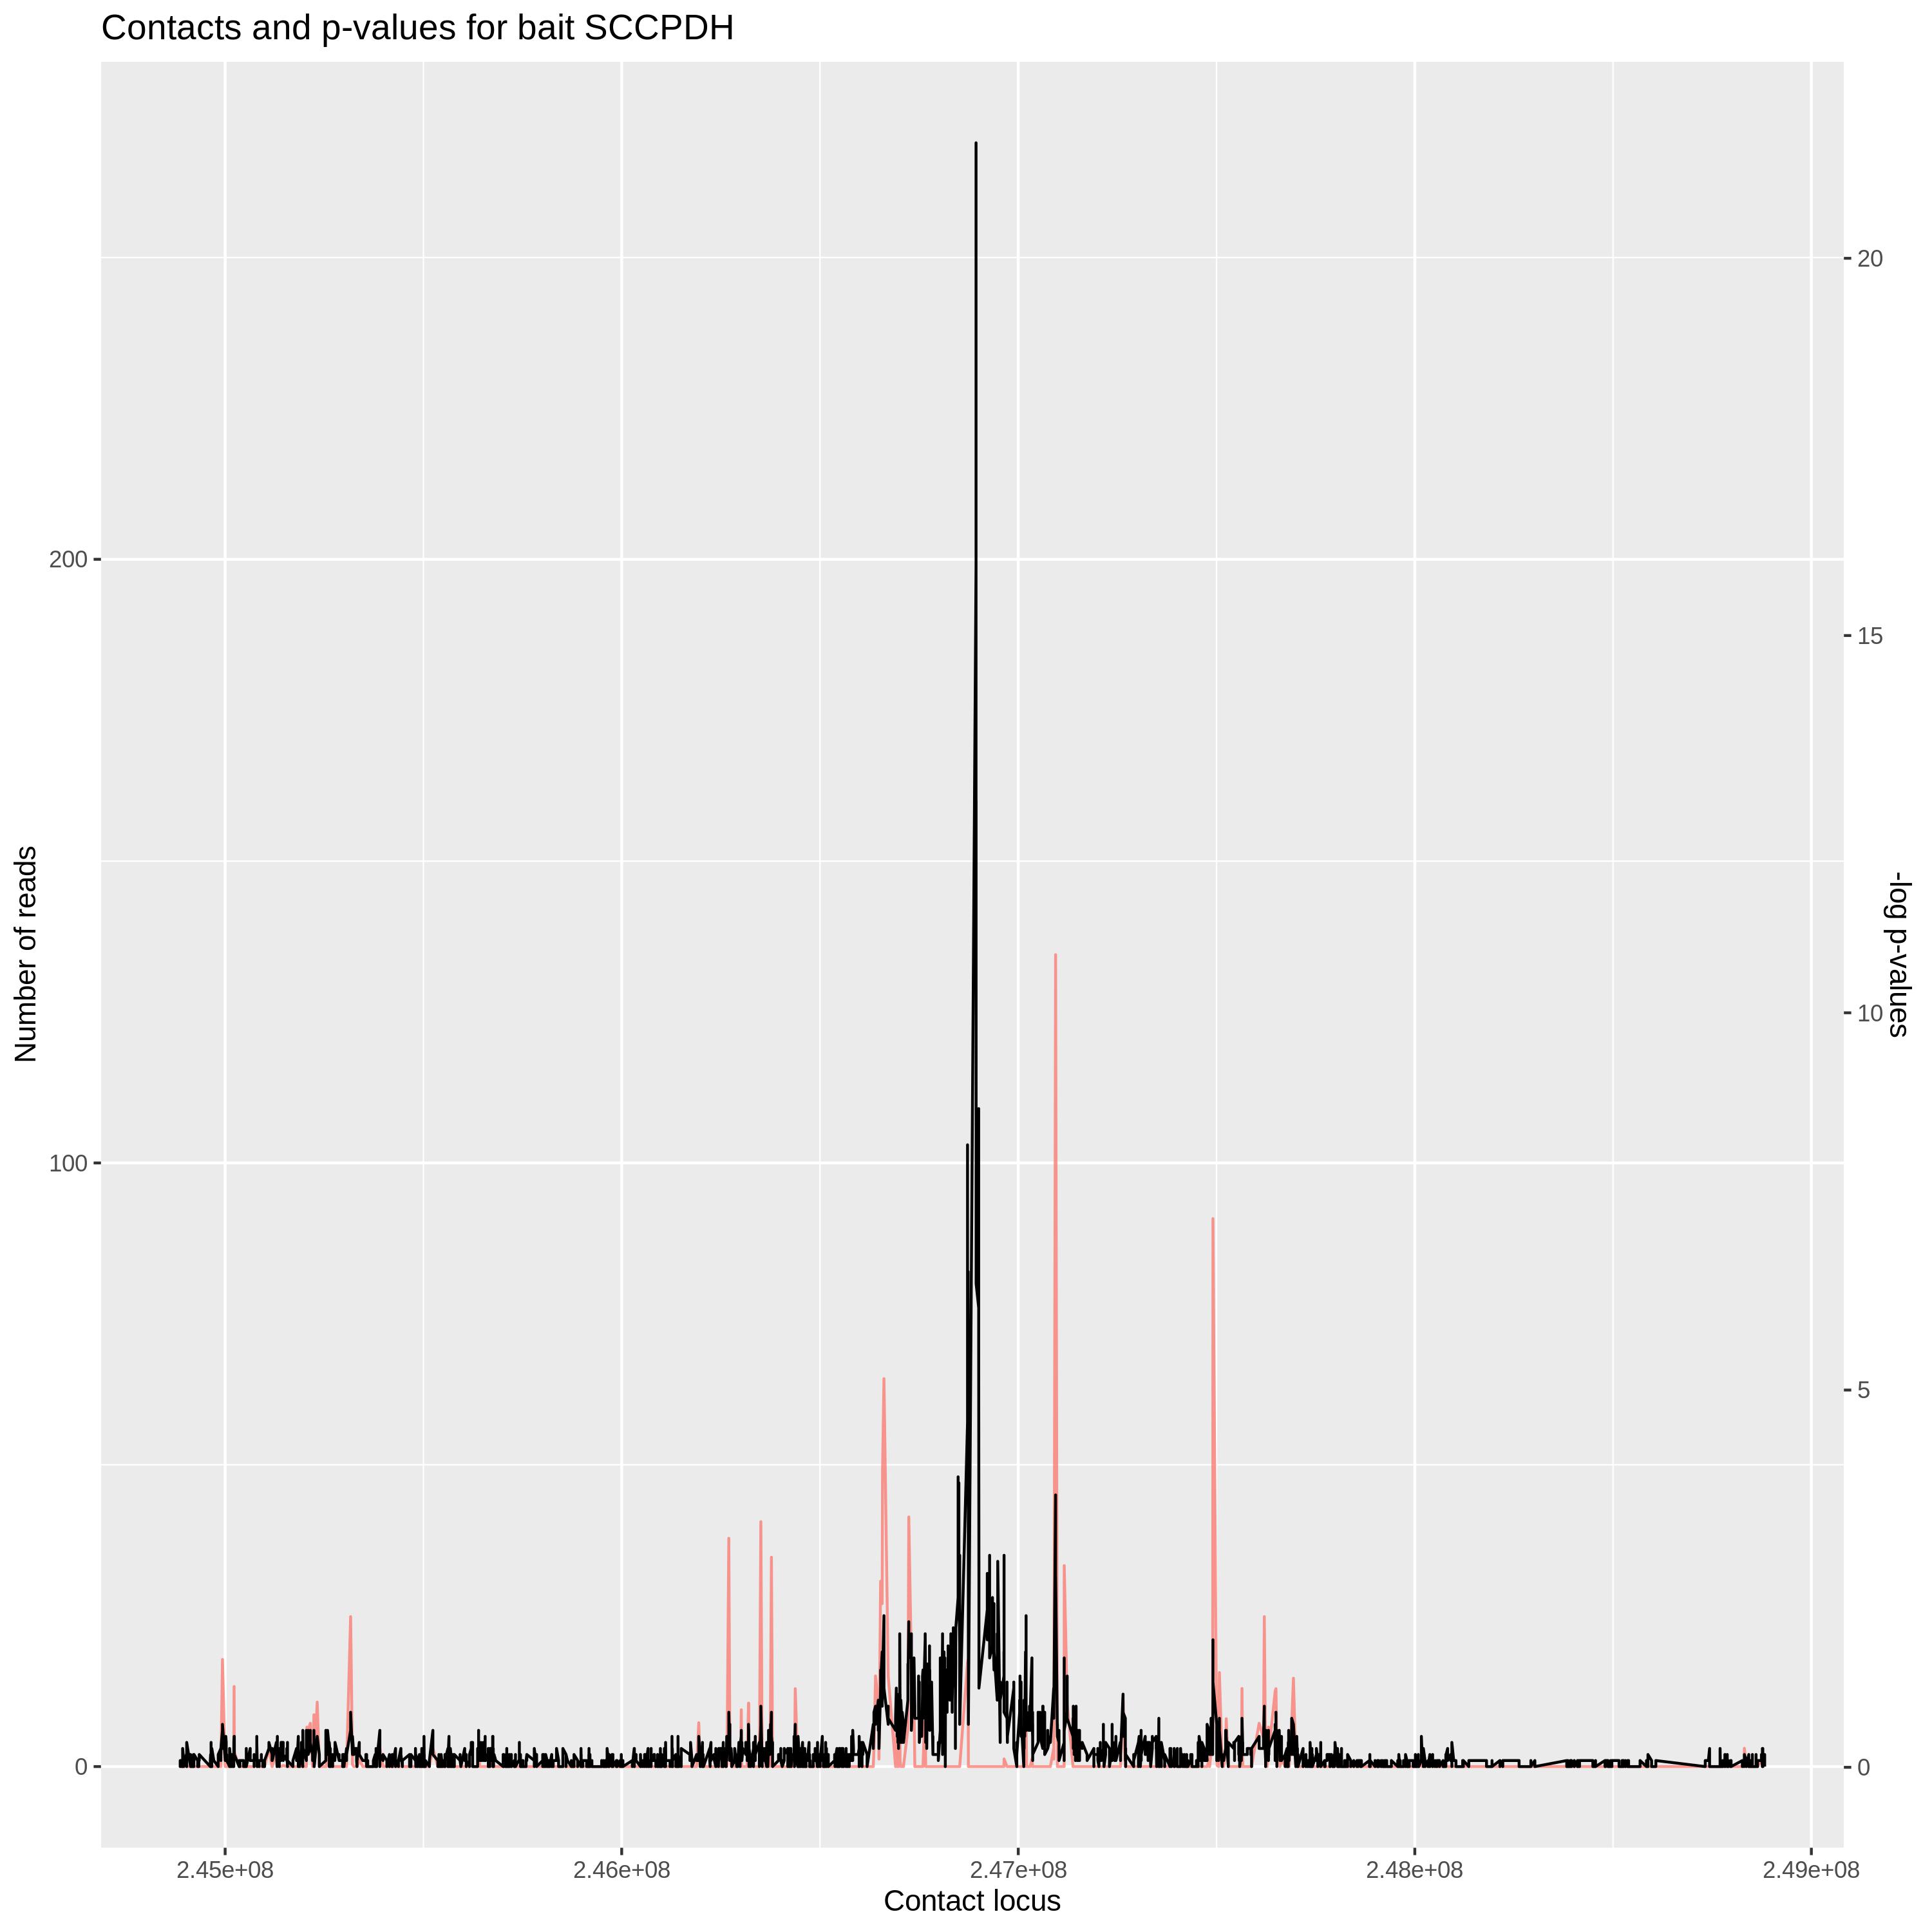 Contacts and p-values for bait SCCPDH
Number of reads
200
100
0
20
15
10
5
0
-log p-values
2.45e+08
2.46e+08
2.47e+08
2.48e+08
2.49e+08
Contact locus